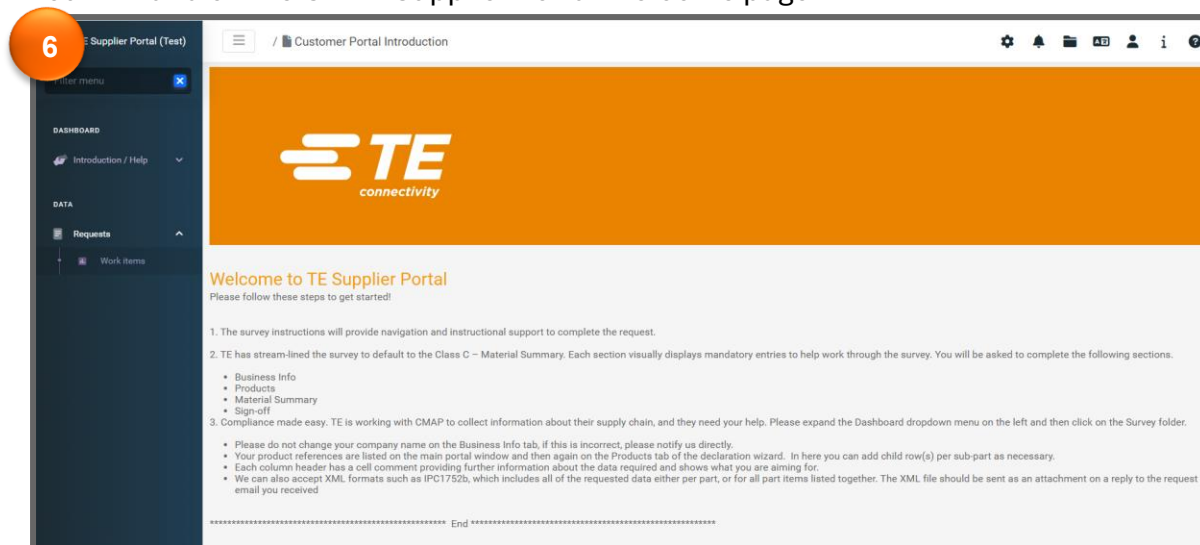 6
E Supplier Portal (Test)
/ Customer Portal Introduction
Filter menu
DASHBOARD
Introduction / Help
DATA
Requests
Work items
TE
connectivity
Welcome to TE Supplier Portal
Please follow these steps to get started!
1. The survey instructions will provide navigation and instructional support to complete the request.
2. TE has stream-lined the survey to default to the Class C – Material Summary. Each section visually displays mandatory entries to help work through the survey. You will be asked to complete the following sections.
• Business Info
• Products
• Material Summary
• Sign-off
3. Compliance made easy. TE is working with CMAP to collect information about their supply chain, and they need your help. Please expand the Dashboard dropdown menu on the left and then click on the Survey folder.
• Please do not change your company name on the Business Info tab, if this is incorrect, please notify us directly.
• Your product references are listed on the main portal window and then again on the Products tab of the declaration wizard. In here you can add child row(s) per sub-part as necessary.
• Each column header has a cell comment providing further information about the data required and shows what you are aiming for.
• We can also accept XML formats such as IPC1752b, which includes all of the requested data either per part, or for all part items listed together. The XML file should be sent as an attachment on a reply to the request
email you received
****************************************************** End ********************************************************